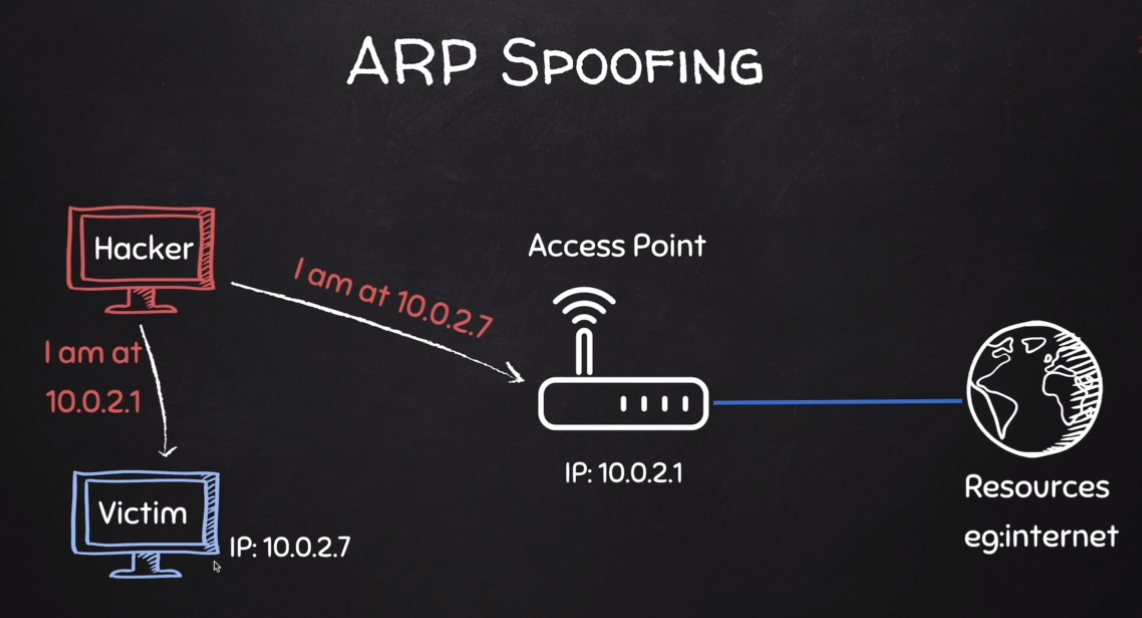 ARP SPOOFING
Hacker
I am at 10.0.2.7
Access Point
I am at
10.0.2.1
IP: 10.0.2.1
Victim
IP: 10.0.2.7
Resources
eg:internet